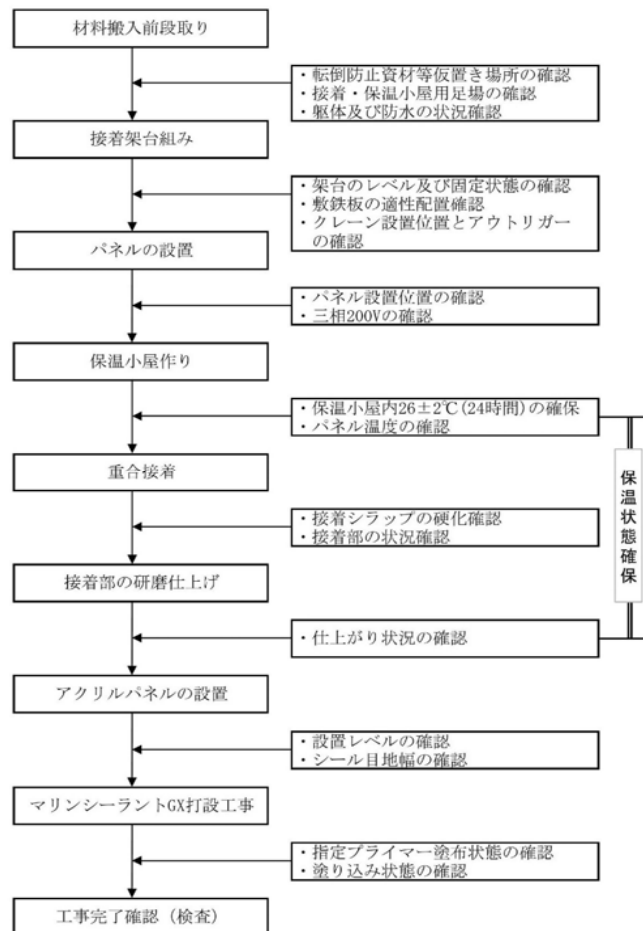 材料搬入前段取り
・転倒防止資材等仮置き場所の確認
・接着・保温小屋用足場の確認
・躯体及び防水の状況確認
接着架台組み
・架台のレベル及び固定状態の確認
・敷鉄板の適性配置確認
・クレーン設置位置とアウトリガー
の確認
パネルの設置
・パネル設置位置の確認
・三相200Vの確認
保温小屋作り
・保温小屋内26±2℃(24時間)の確保
・パネル温度の確認
重合接着
・接着シラップの硬化確認
・接着部の状況確認
保温状態確保
接着部の研磨仕上げ
・仕上がり状況の確認
アクリルパネルの設置
・設置レベルの確認
・シール目地幅の確認
マリンシーラントGX打設工事
・指定プライマー塗布状態の確認
・塗り込み状態の確認
工事完了確認（検査）